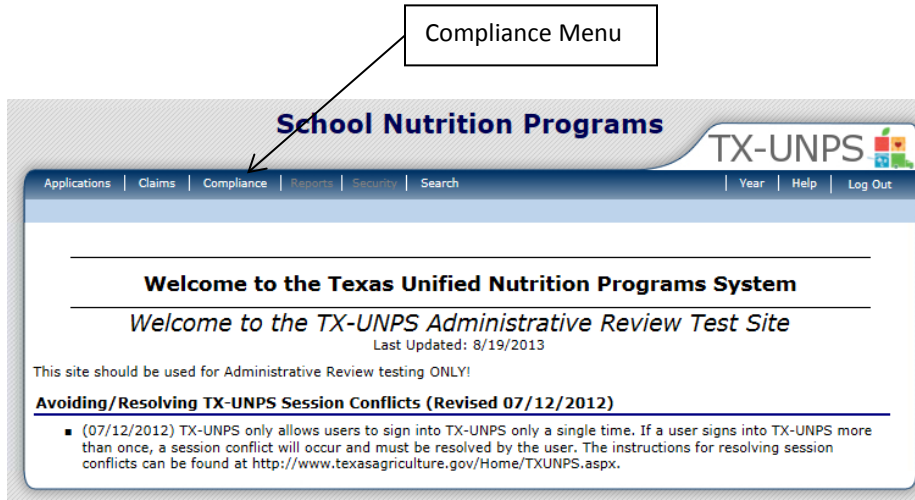 Compliance Menu
School Nutrition Programs
TX-UNPS
Applications | Claims | Compliance | Reports | Security | Search | Year | Help | Log Out
Welcome to the Texas Unified Nutrition Programs System
Welcome to the TX-UNPS Administrative Review Test Site
Last Updated: 8/19/2013
This site should be used for Administrative Review testing ONLY!
Avoiding/Resolving TX-UNPS Session Conflicts (Revised 07/12/2012)
▪ (07/12/2012) TX-UNPS only allows users to sign into TX-UNPS only a single time. If a user signs into TX-UNPS more
than once, a session conflict will occur and must be resolved by the user. The instructions for resolving session
conflicts can be found at http://www.texasagriculture.gov/Home/TXUNPS.aspx.